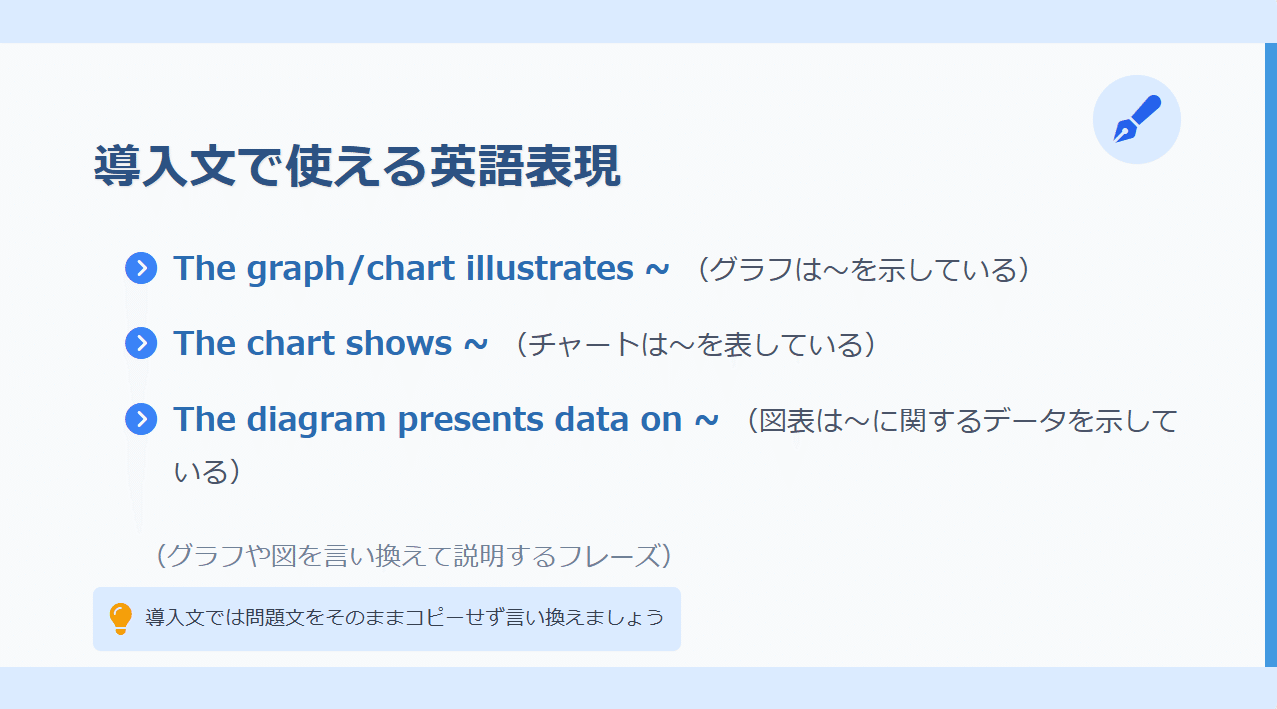 導入文で使える英語表現
The graph/chart illustrates ~ （グラフは～を示している）
The chart shows ~ （チャートは～を表している）
The diagram presents data on ~ （図表は～に関するデータを示して
いる）
（グラフや図を言い換えて説明するフレーズ）
導入文では問題文をそのままコピーせず言い換えましょう